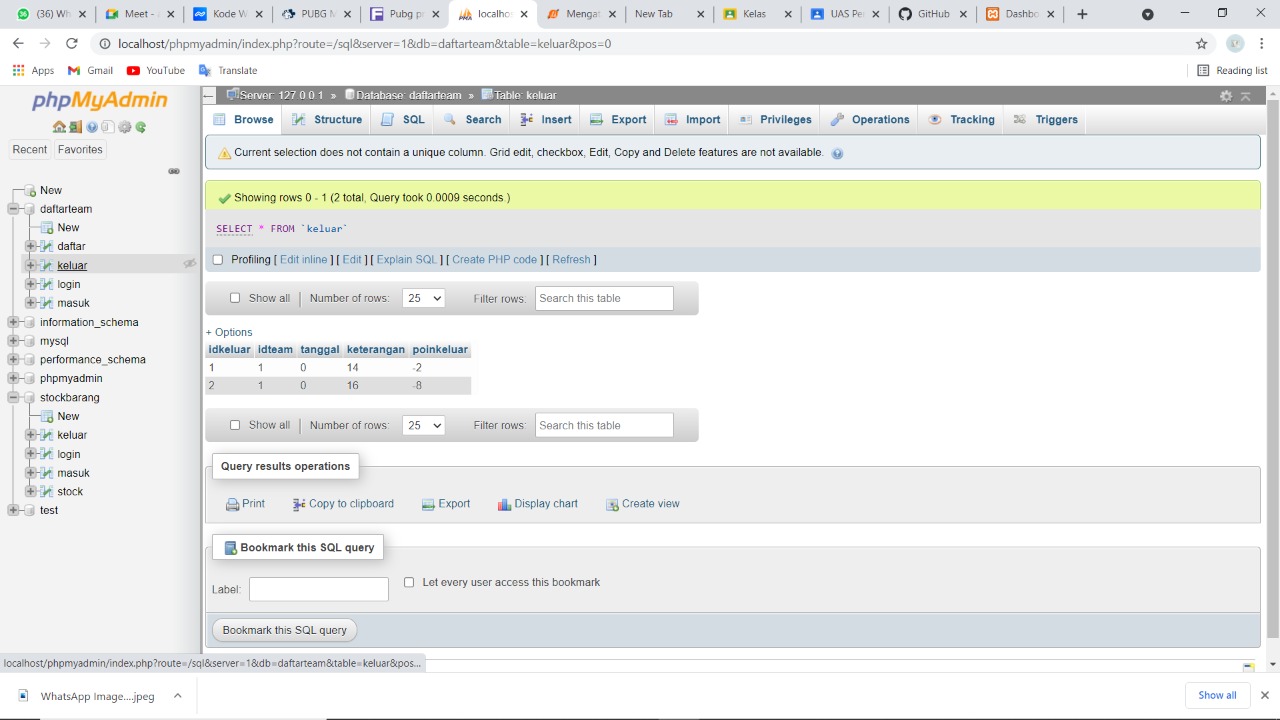 (36) Wh
Meet - a
Kode W
PUBG M
Pubg pr
localhos
Mengat
New Tab
Kelas
UAS Pe
GitHub
Dashbo
localhost/phpmyadmin/index.php?route=/sql&server=1&db=daftarteam&table=keluar&pos=0
Apps
Gmail
YouTube
Translate
Reading list
phpMyAdmin
Recent
Favorites
New
daftarteam
New
daftar
keluar
login
masuk
information_schema
mysql
performance_schema
phpmyadmin
stockbarang
New
keluar
login
masuk
stock
test
Server: 127.0.0.1 » Database: daftarteam » Table: keluar
Browse Structure SQL Search Insert Export Import Privileges Operations Tracking Triggers
Current selection does not contain a unique column. Grid edit, checkbox, Edit, Copy and Delete features are not available.
Showing rows 0 - 1 (2 total, Query took 0.0009 seconds.)
SELECT * FROM `keluar`
Profiling [ Edit inline ] [ Edit ] [ Explain SQL ] [ Create PHP code ] [ Refresh ]
Show all | Number of rows: 25 Filter rows: Search this table
+ Options
idkeluar idteam tanggal keterangan poinkeluar
1 1 0 14 -2
2 1 0 16 -8
Show all | Number of rows: 25 Filter rows: Search this table
Query results operations
Print Copy to clipboard Export Display chart Create view
Bookmark this SQL query
Label: Let every user access this bookmark
Bookmark this SQL query
localhost/phpmyadmin/index.php?route=/sql&server=1&db=daftarteam&table=keluar&pos...
WhatsApp Image....jpeg
Show all